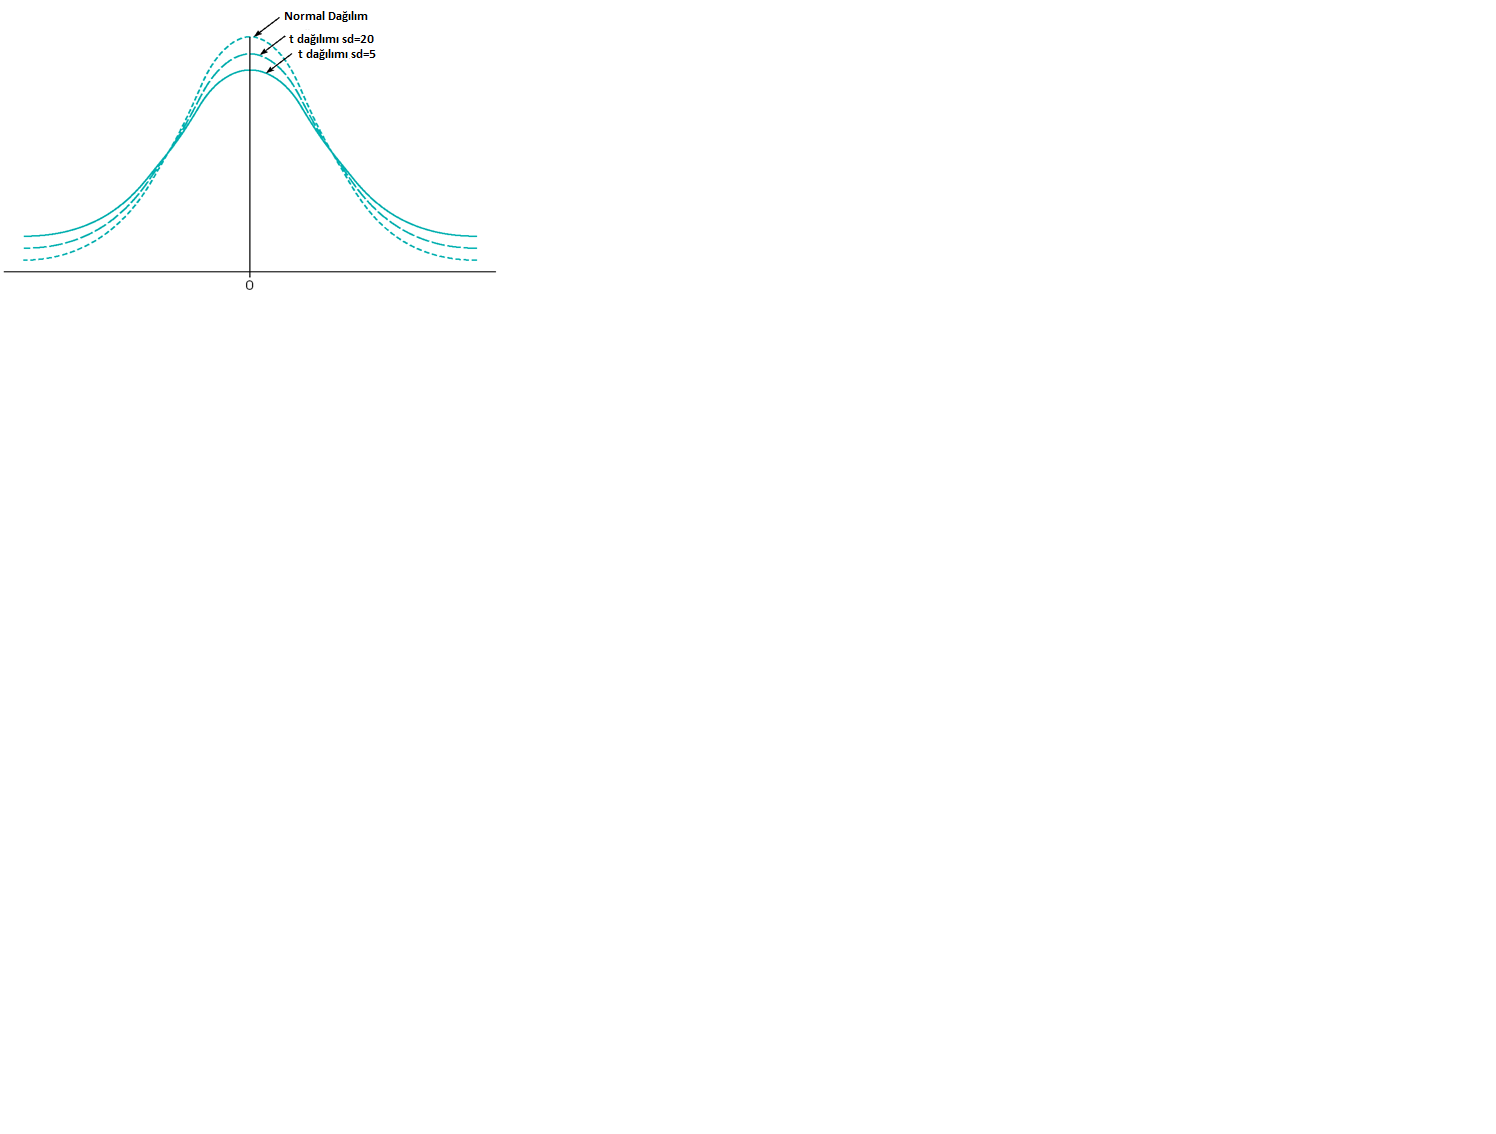 Normal Dağılım
t dağılımı sd=20
t dağılımı sd=5
0